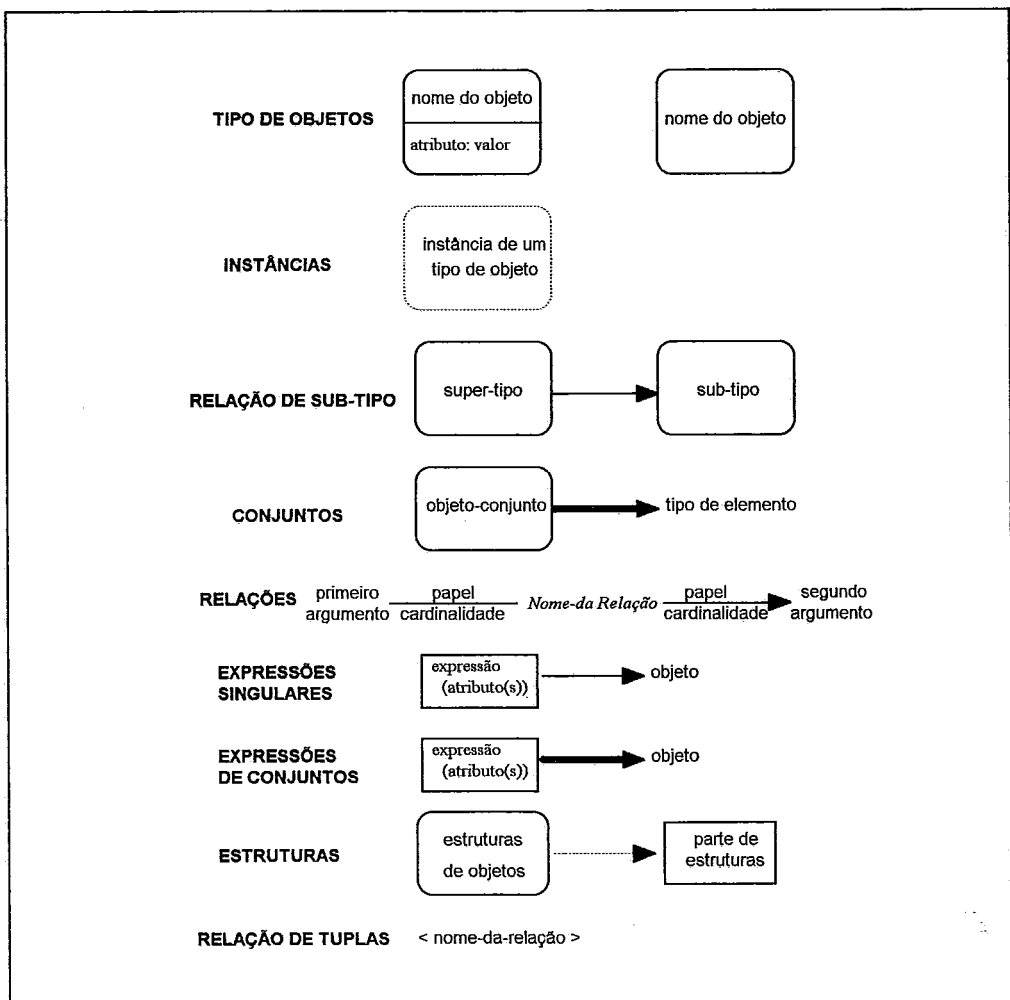 TIPO DE OBJETOS
nome do objeto
atributo: valor
nome do objeto
INSTÂNCIAS
instância de um
tipo de objeto
RELAÇÃO DE SUB-TIPO
super-tipo
sub-tipo
CONJUNTOS
objeto-conjunto
tipo de elemento
RELAÇÕES
primeiro
argumento
papel
cardinalidade
Nome-da Relação
papel
cardinalidade
segundo
argumento
EXPRESSÕES
SINGULARES
expressão
(atributo(s))
objeto
EXPRESSÕES
DE CONJUNTOS
expressão
(atributo(s))
objeto
ESTRUTURAS
estruturas
de objetos
parte de
estruturas
RELAÇÃO DE TUPLAS
< nome-da-relação >